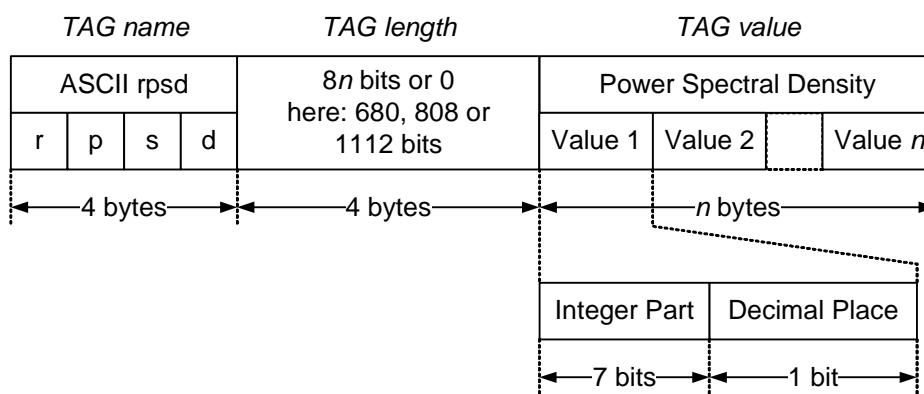 TAG name TAG length TAG value
ASCII rpsd
8n bits or 0
here: 680, 808 or
1112 bits
Power Spectral Density
r p s d
Value 1 Value 2 Value n
4 bytes 4 bytes n bytes
Integer Part Decimal Place
7 bits 1 bit